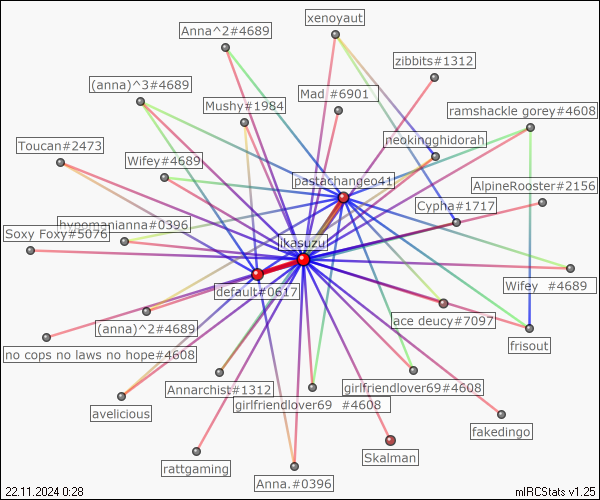 xenoyaut
Anna^2#4689
zibbits#1312
(anna)^3#4689
Mad #6901
Mushy#1984
ramshackle gorey#4608
neokingghidorah
Toucan#2473
Wifey#4689
pastachangeo41
AlpineRooster#2156
Cypha#1717
#0396
Soxy Foxy#5076
ikasuzu
Wifey #4689
default#0617
(anna)^2#4689
ace deucy#7097
frisout
no cops no laws no hope#4608
Annarchist#1312
girlfriendlover69#4608
girlfriendlover69 #4608
avelicious
fakedingo
Skalman
rattgaming
Anna.#0396
22.11.2024 0:28
mIRCStats v1.25